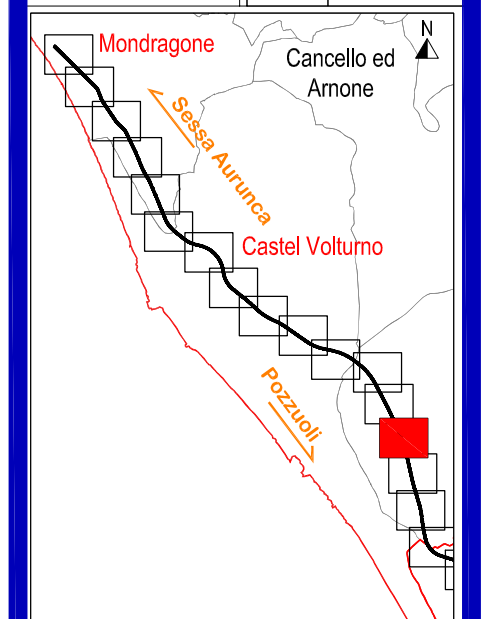 N
Mondragone
Cancello ed
Arnone
Sessa Aurunca
Castel Volturno
Pozzuoli